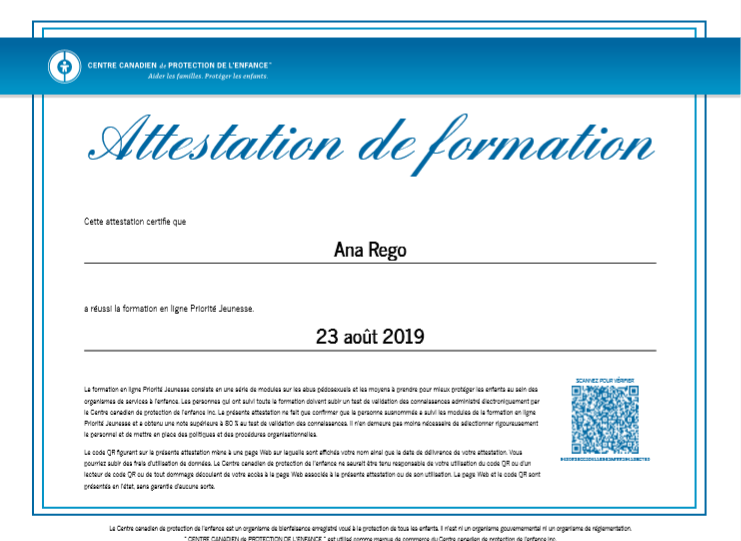 CENTRE CANADIEN de PROTECTION DE L'ENFANCE™
Aider les familles. Protéger les enfants.
Attestation de formation
Cette attestation certifie que
Ana Rego
a réussi la formation en ligne Priorité Jeunesse.
23 août 2019
La formation en ligne Priorité Jeunesse consiste en une série de modules sur les abus pédosexuels et les moyens à prendre pour mieux protéger les enfants au sein des
organismes de services à l'enfance. Les personnes qui ont suivi toute la formation doivent subir un test de validation des connaissances administré électroniquement par
le Centre canadien de protection de l'enfance inc. La présente attestation ne fait que confirmer que la personne susnommée a suivi les modules de la formation en ligne
Priorité Jeunesse et a obtenu une note supérieure à 80 % au test de validation des connaissances. Il n'en demeure pas moins nécessaire de sélectionner rigoureusement
le personnel et de mettre en place des politiques et des procédures organisationnelles.
SCANNEZ POUR VÉRIFIER
Le code QR figurant sur la présente attestation mène à une page Web sur laquelle sont affichés votre nom ainsi que la date de délivrance de votre attestation. Vous
pourriez subir des frais d'utilisation de données. Le Centre canadien de protection de l'enfance ne saurait être tenu responsable de votre utilisation du code QR ou d'un
lecteur de code QR ou de tout dommage découlant de votre accès à la page Web associée à la présente attestation ou de son utilisation. La page Web et le code QR sont
présentés en l'état, sans garantie d'aucune sorte.
Le Centre canadien de protection de l'enfance est un organisme de bienfaisance enregistré voué à la protection de tous les enfants. Il n'est ni un organisme gouvernemental ni un organisme de réglementation.
" CENTRE CANADIEN de PROTECTION DE L'ENFANCE " est utilisé comme marque de commerce du Centre canadien de protection de l'enfance inc.